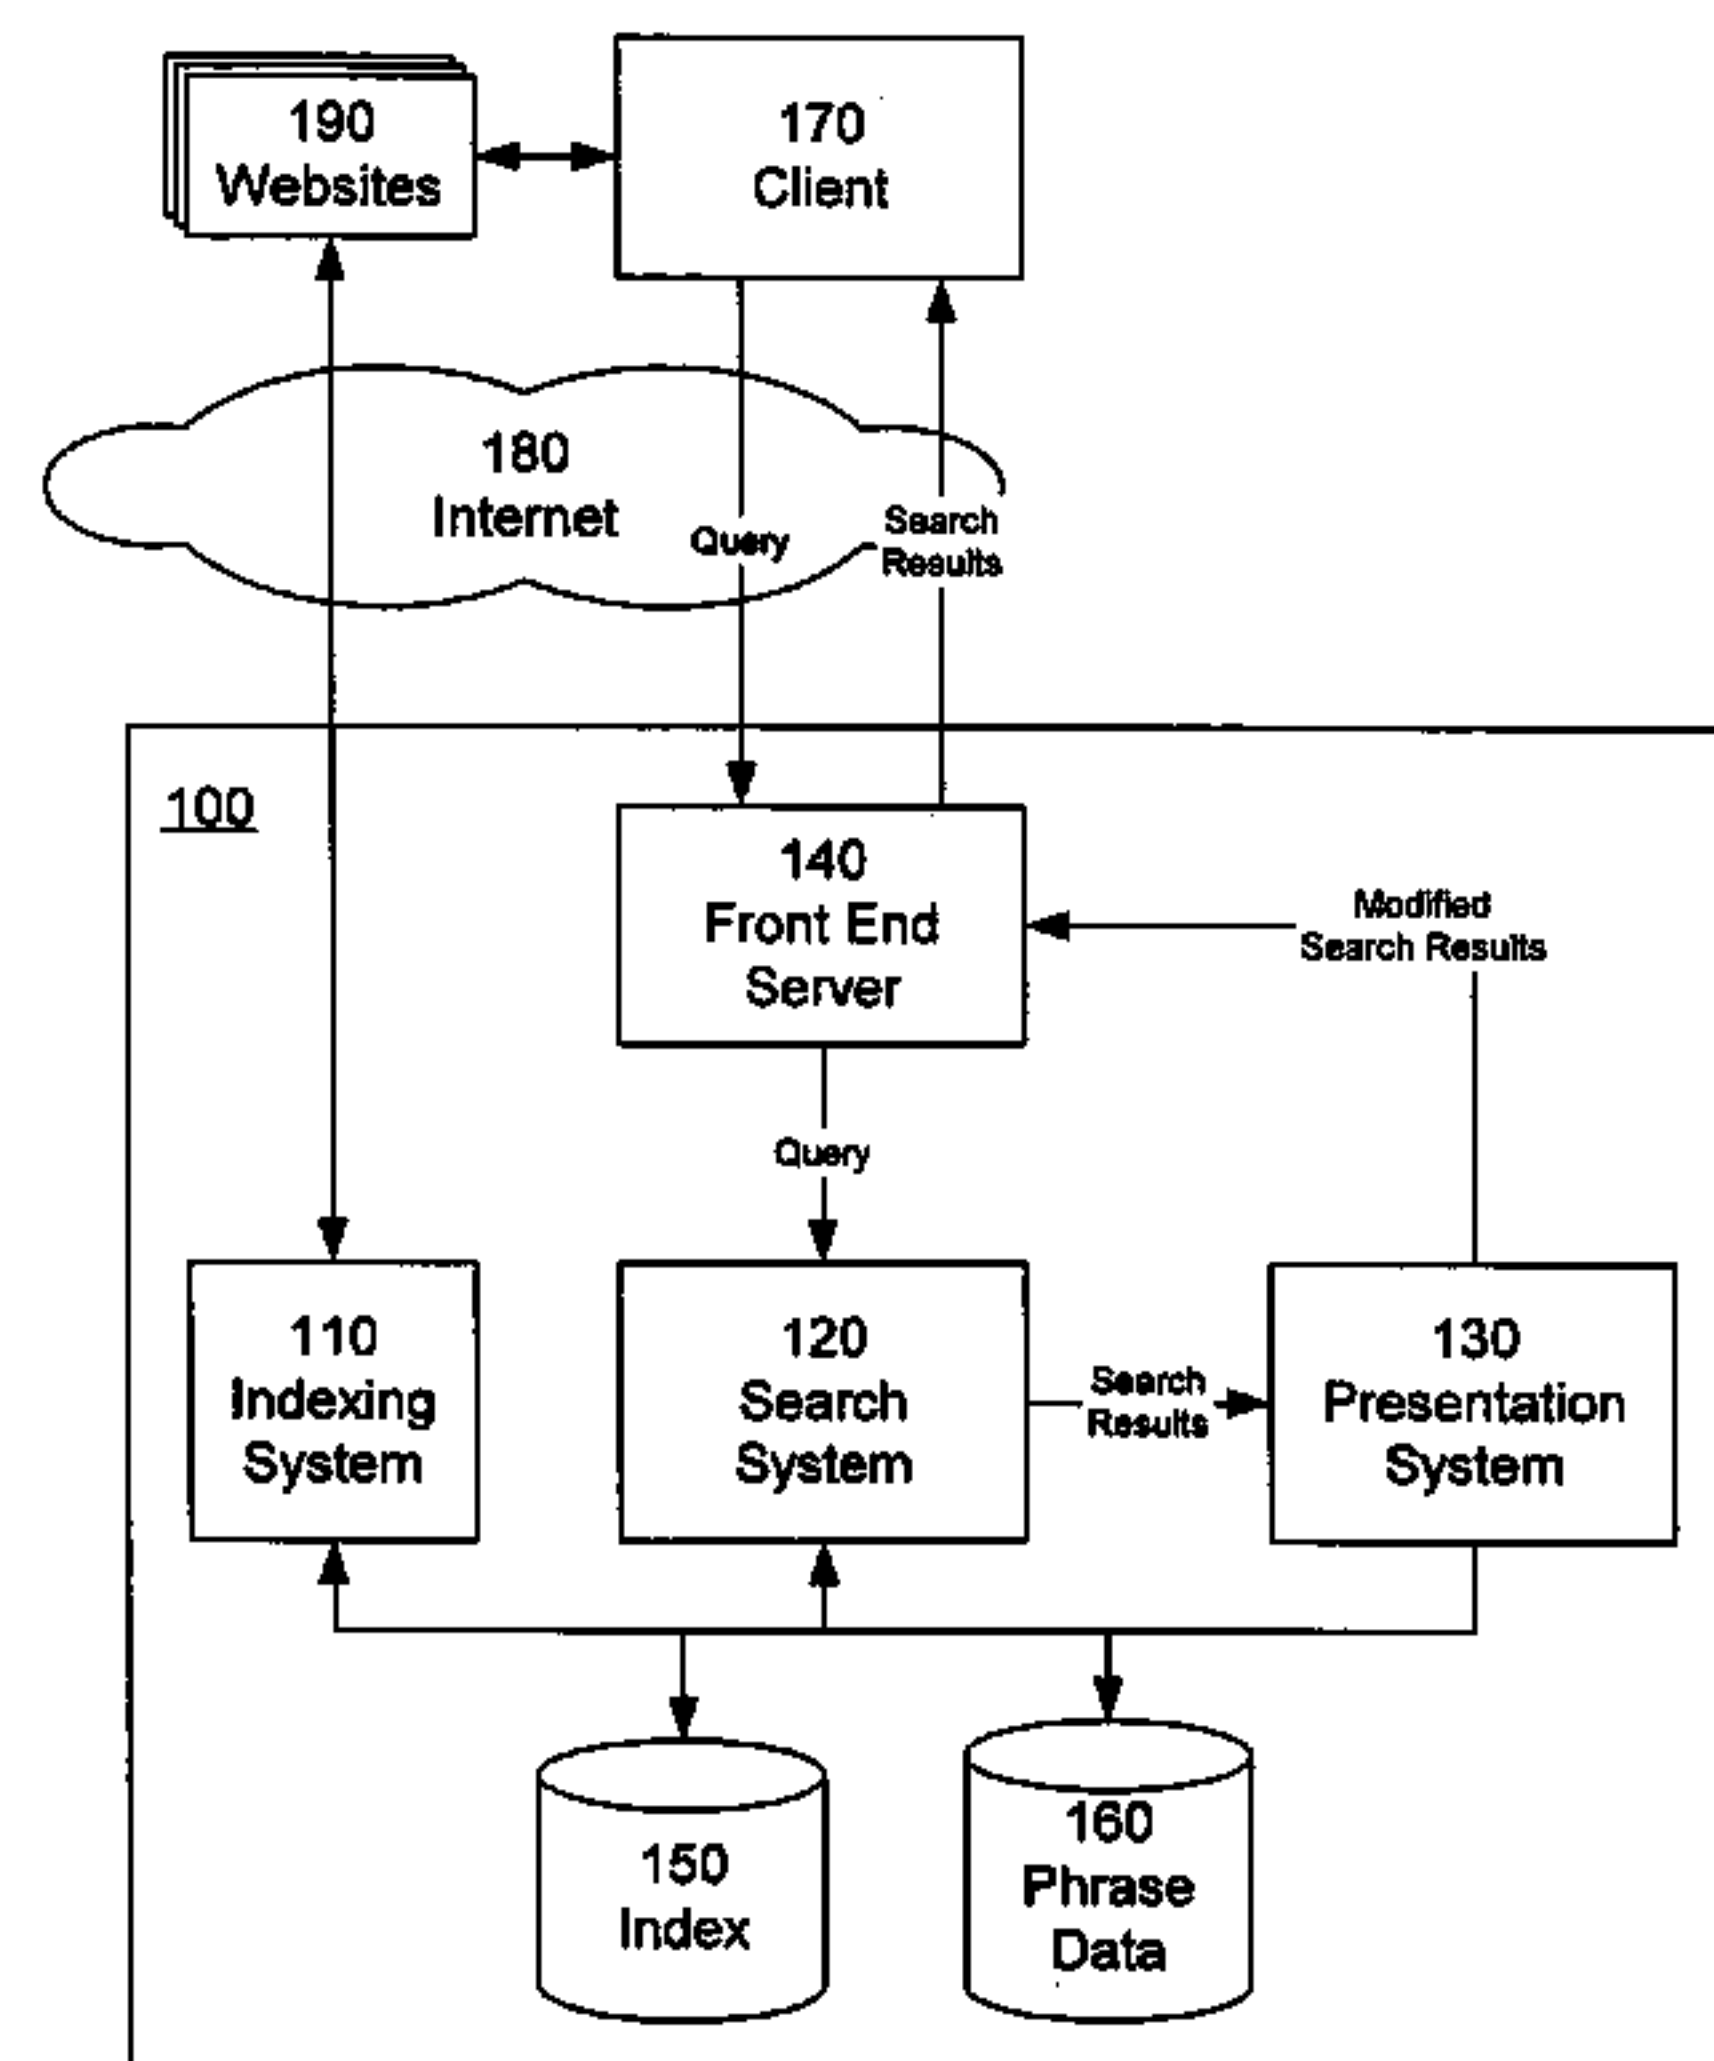 190
Websites
170
Client
180
Internet
Query
Search
Results
100
140
Front End
Server
Modified
Search Results
Query
110
Indexing
System
120
Search
System
Search
Results
130
Presentation
System
150
Index
160
Phrase
Data